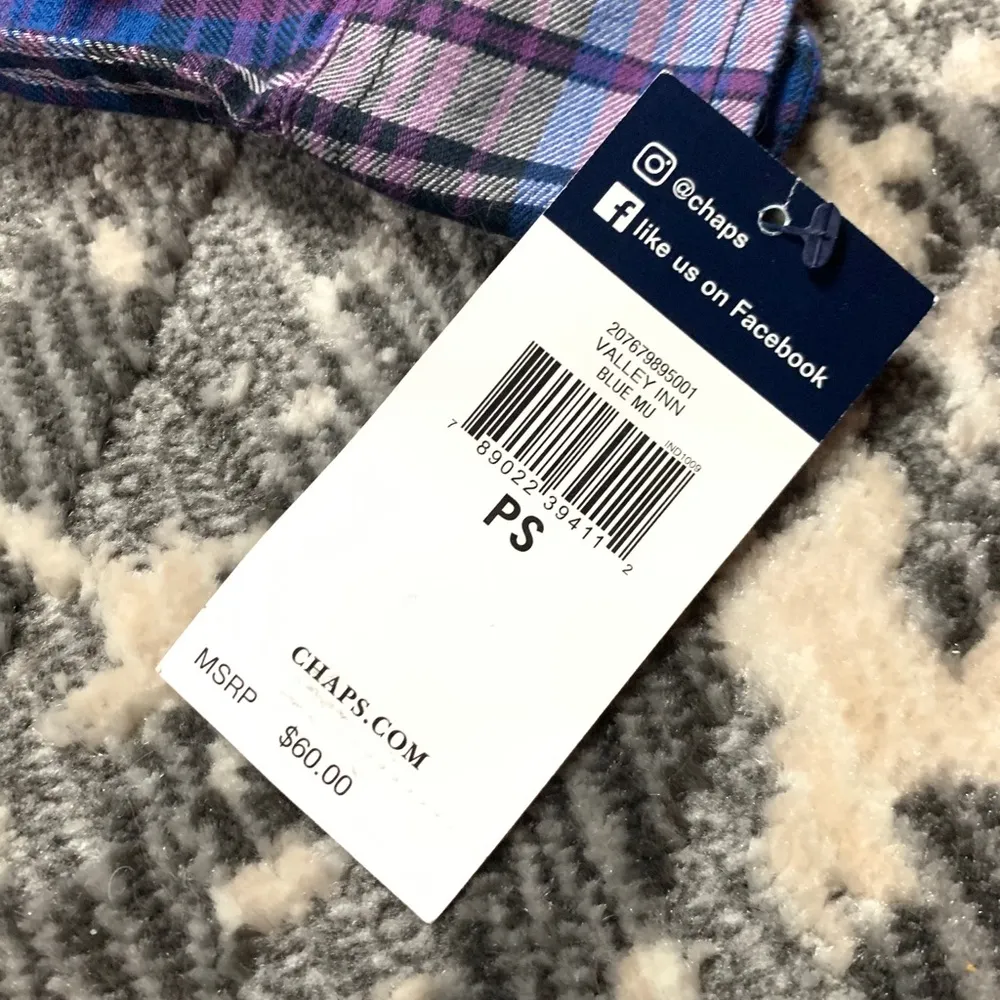 @chaps
like us on Facebook
207679895001
VALLEY INN
BLUE MU
IND1009
7 89022 39411 2
PS
CHAPS.COM
MSRP $60.00